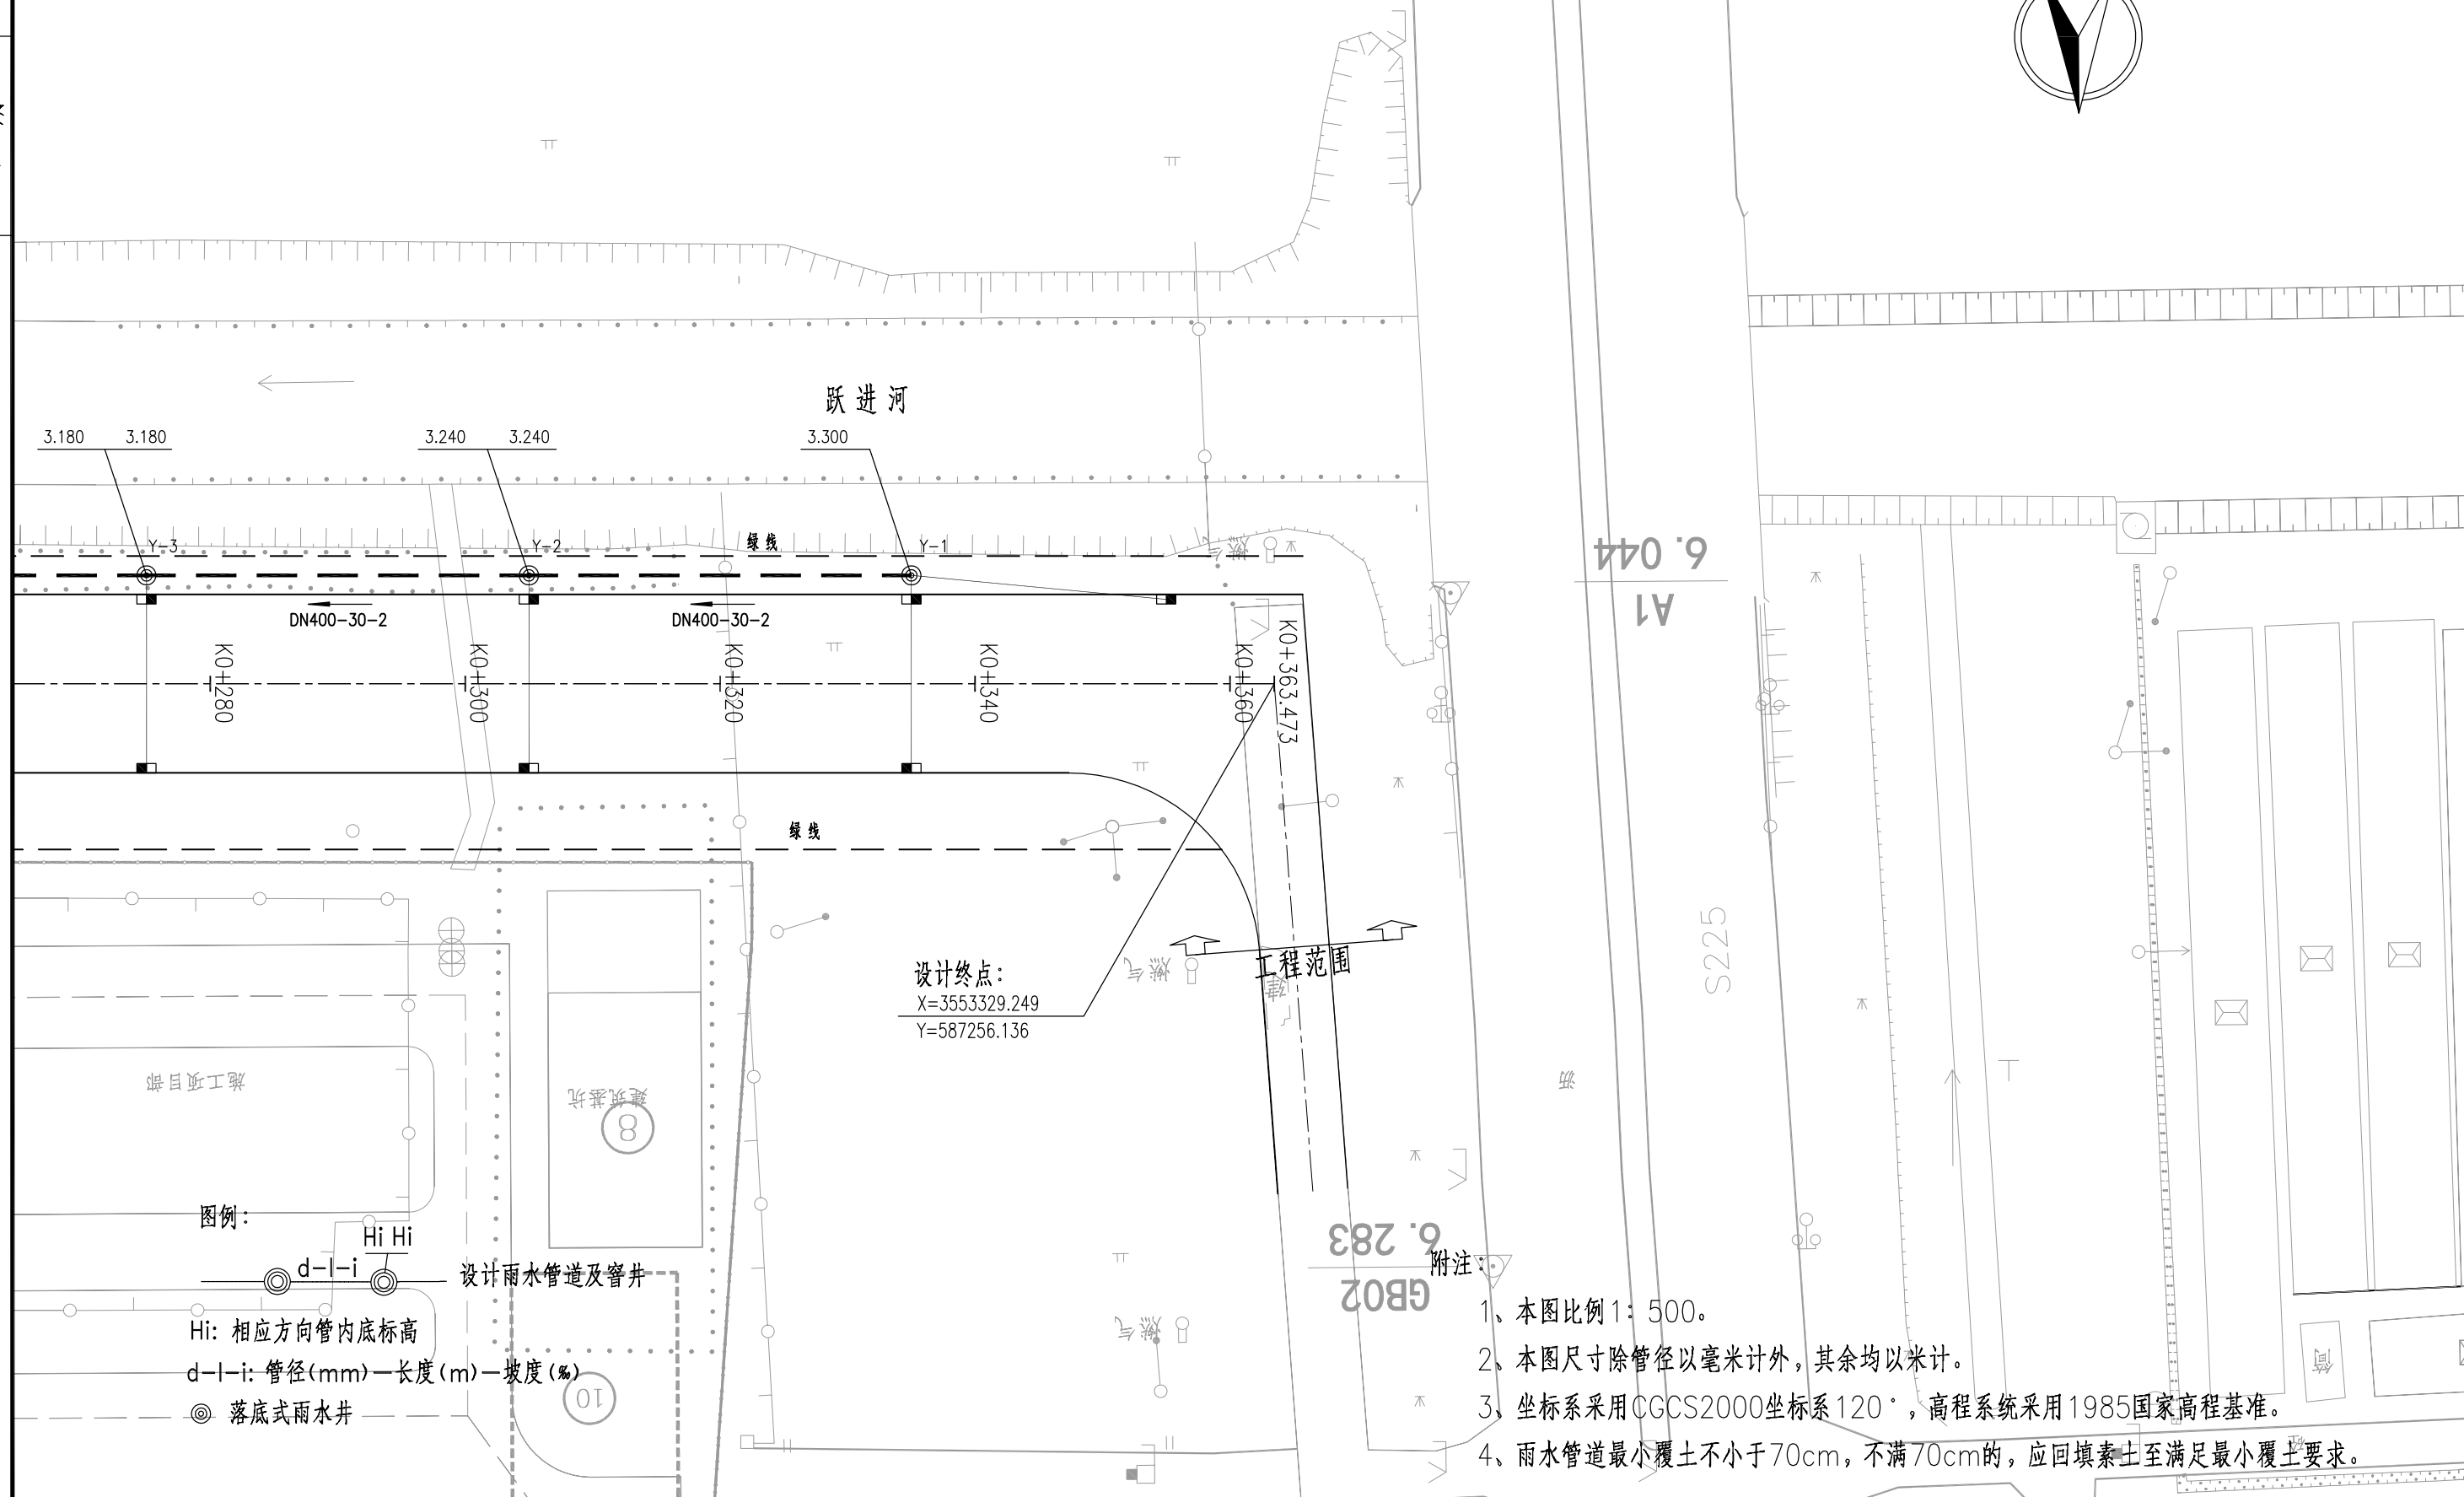 跃进河
3.180 3.180
3.240 3.240
3.300
Y-3
Y-2
绿线
Y-1
燃气
6.044
A1
DN400-30-2
DN400-30-2
K0+280
K0+300
K0+320
K0+340
K0+360
K0+363.473
绿线
S225
工程范围
设计终点：
X=3553329.249
Y=587256.136
燃气
建
沥
施工项目部
建筑基坑
8
图例：
Hi Hi
d-l-i
设计雨水管道及窨井
Hi: 相应方向管内底标高
d-l-i: 管径(mm)—长度(m)—坡度(‰)
落底式雨水井
10
燃气
6.283
GB02
简
砼
附注：
1、本图比例1：500。
2、本图尺寸除管径以毫米计外，其余均以米计。
3、坐标系采用CGCS2000坐标系120°，高程系统采用1985国家高程基准。
4、雨水管道最小覆土不小于70cm，不满70cm的，应回填素土至满足最小覆土要求。